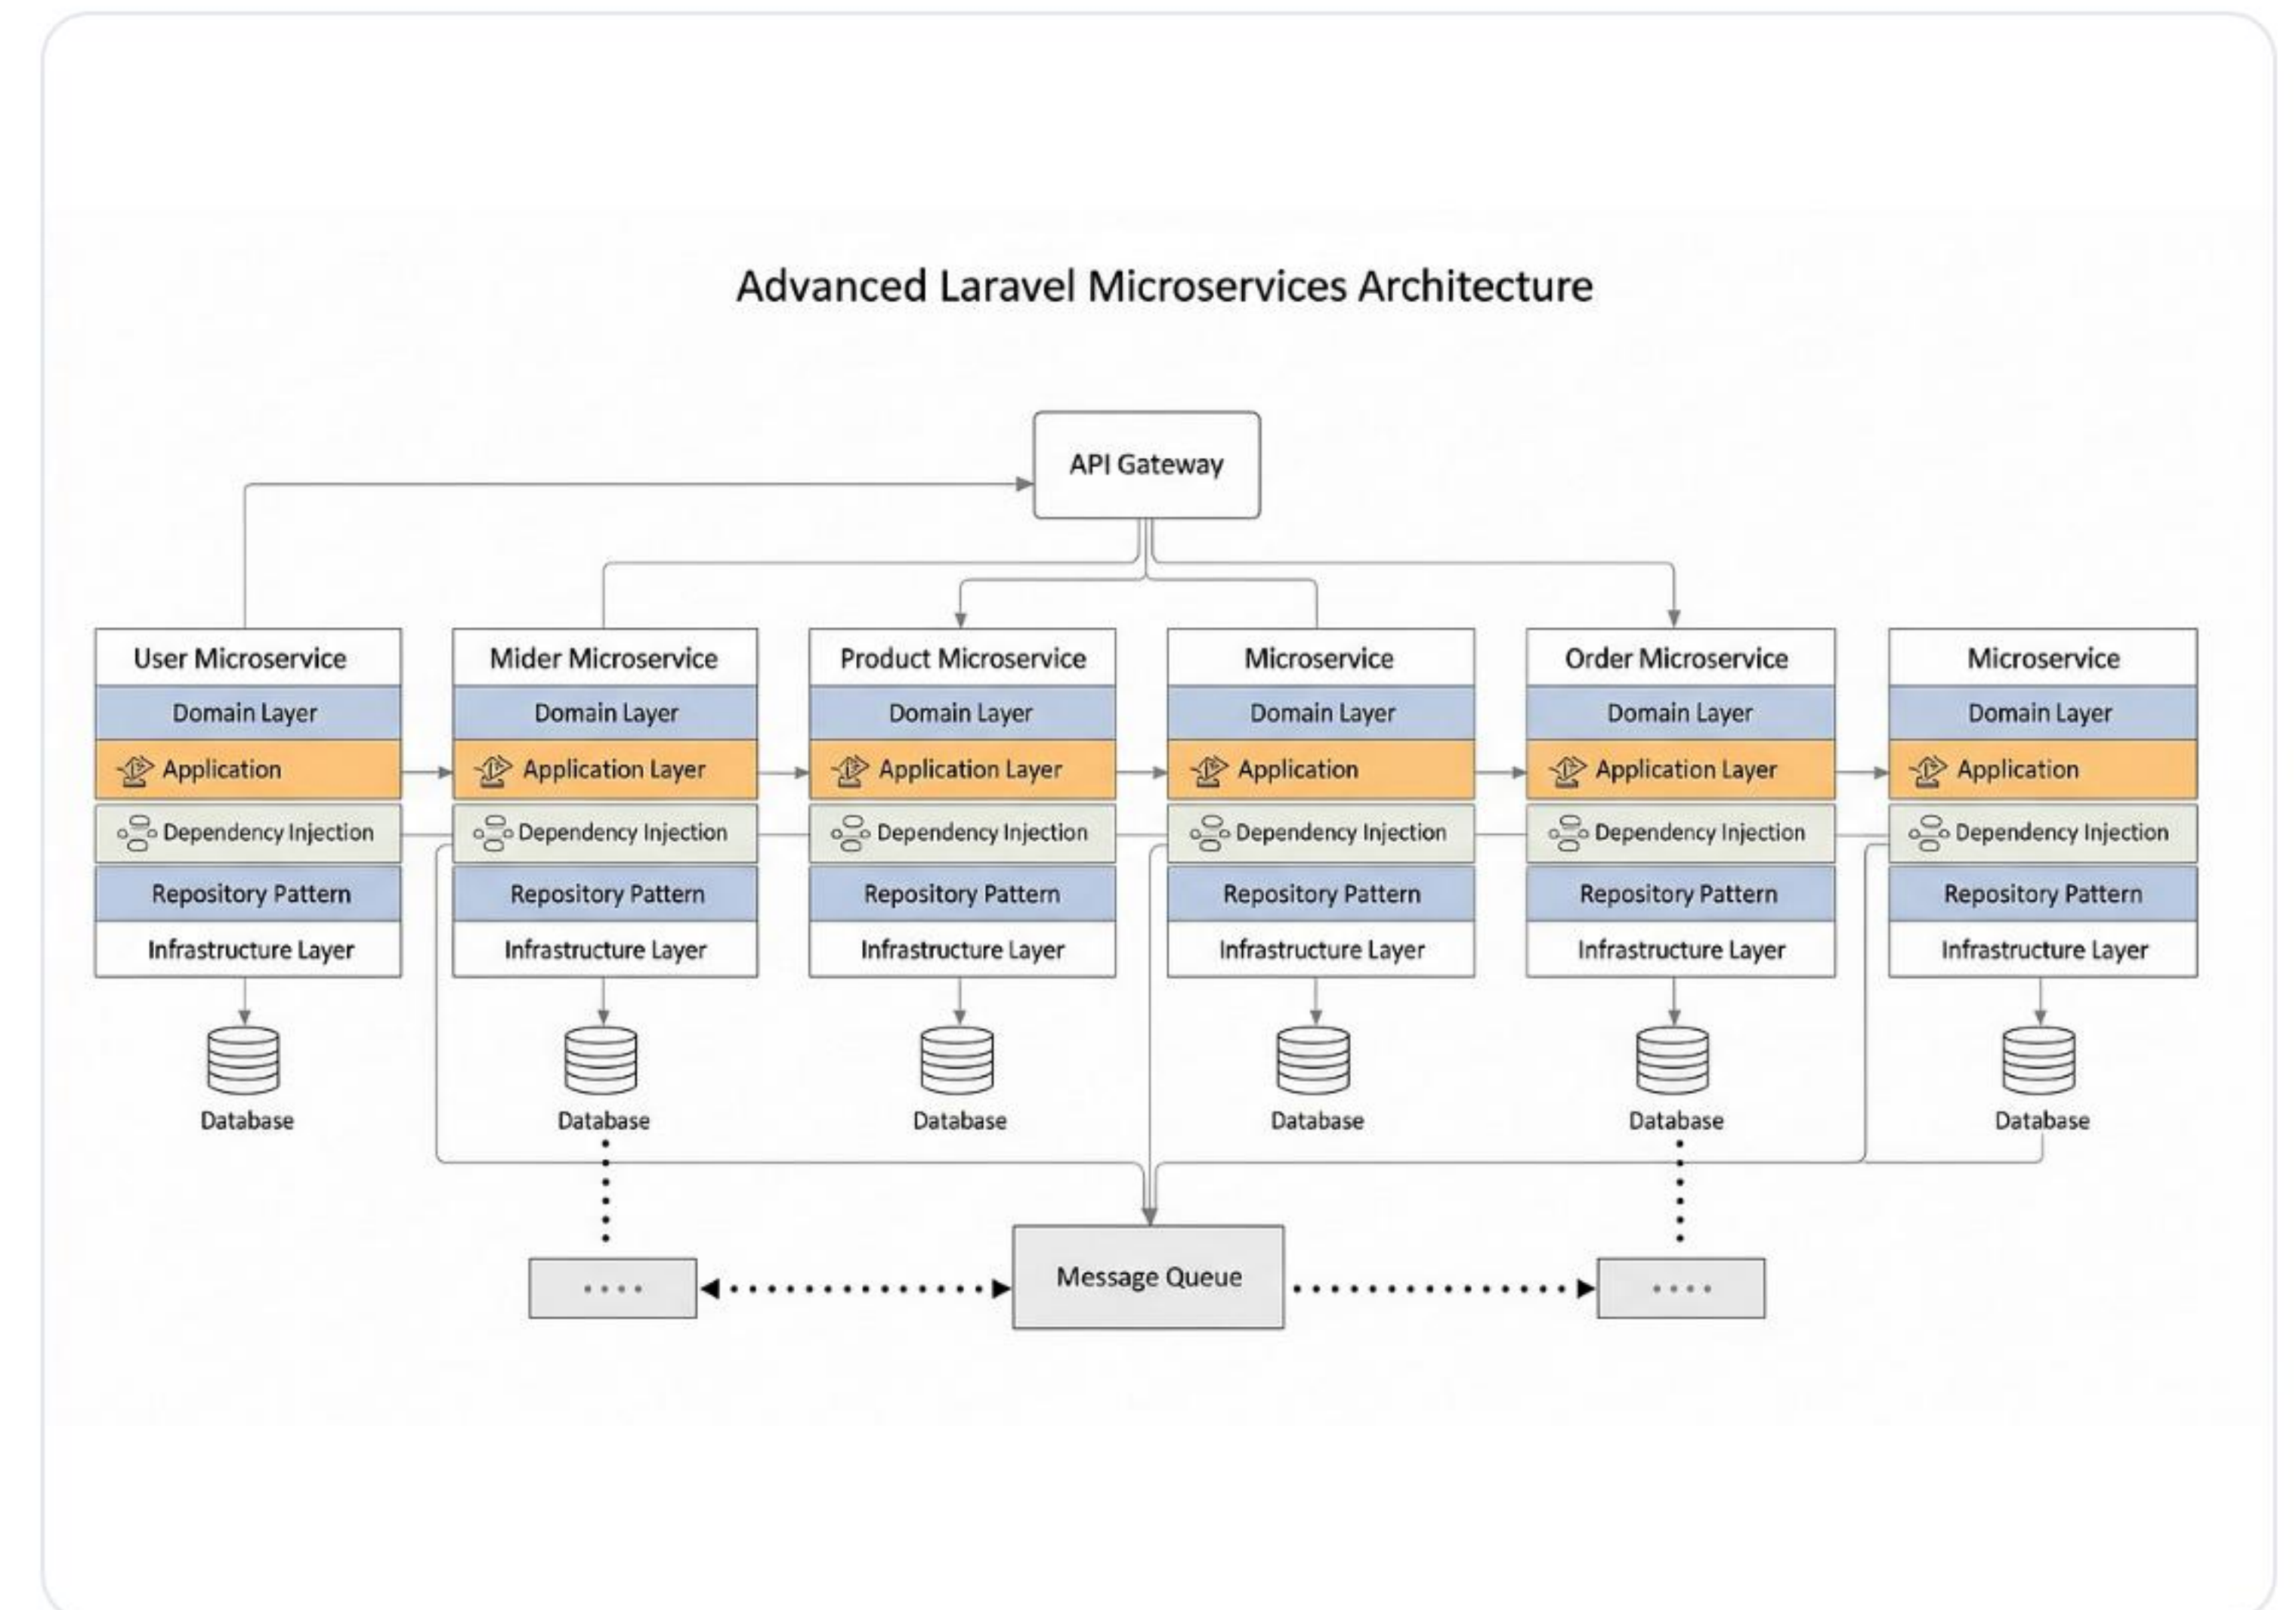 Advanced Laravel Microservices Architecture
API Gateway
User Microservice
Domain Layer
Application
Dependency Injection
Repository Pattern
Infrastructure Layer
Database
Mider Microservice
Domain Layer
Application Layer
Dependency Injection
Repository Pattern
Infrastructure Layer
Database
Product Microservice
Domain Layer
Application Layer
Dependency Injection
Repository Pattern
Infrastructure Layer
Database
Microservice
Domain Layer
Application
Dependency Injection
Repository Pattern
Infrastructure Layer
Database
Order Microservice
Domain Layer
Application Layer
Dependency Injection
Repository Pattern
Infrastructure Layer
Database
Microservice
Domain Layer
Application
Dependency Injection
Repository Pattern
Infrastructure Layer
Database
....
Message Queue
....